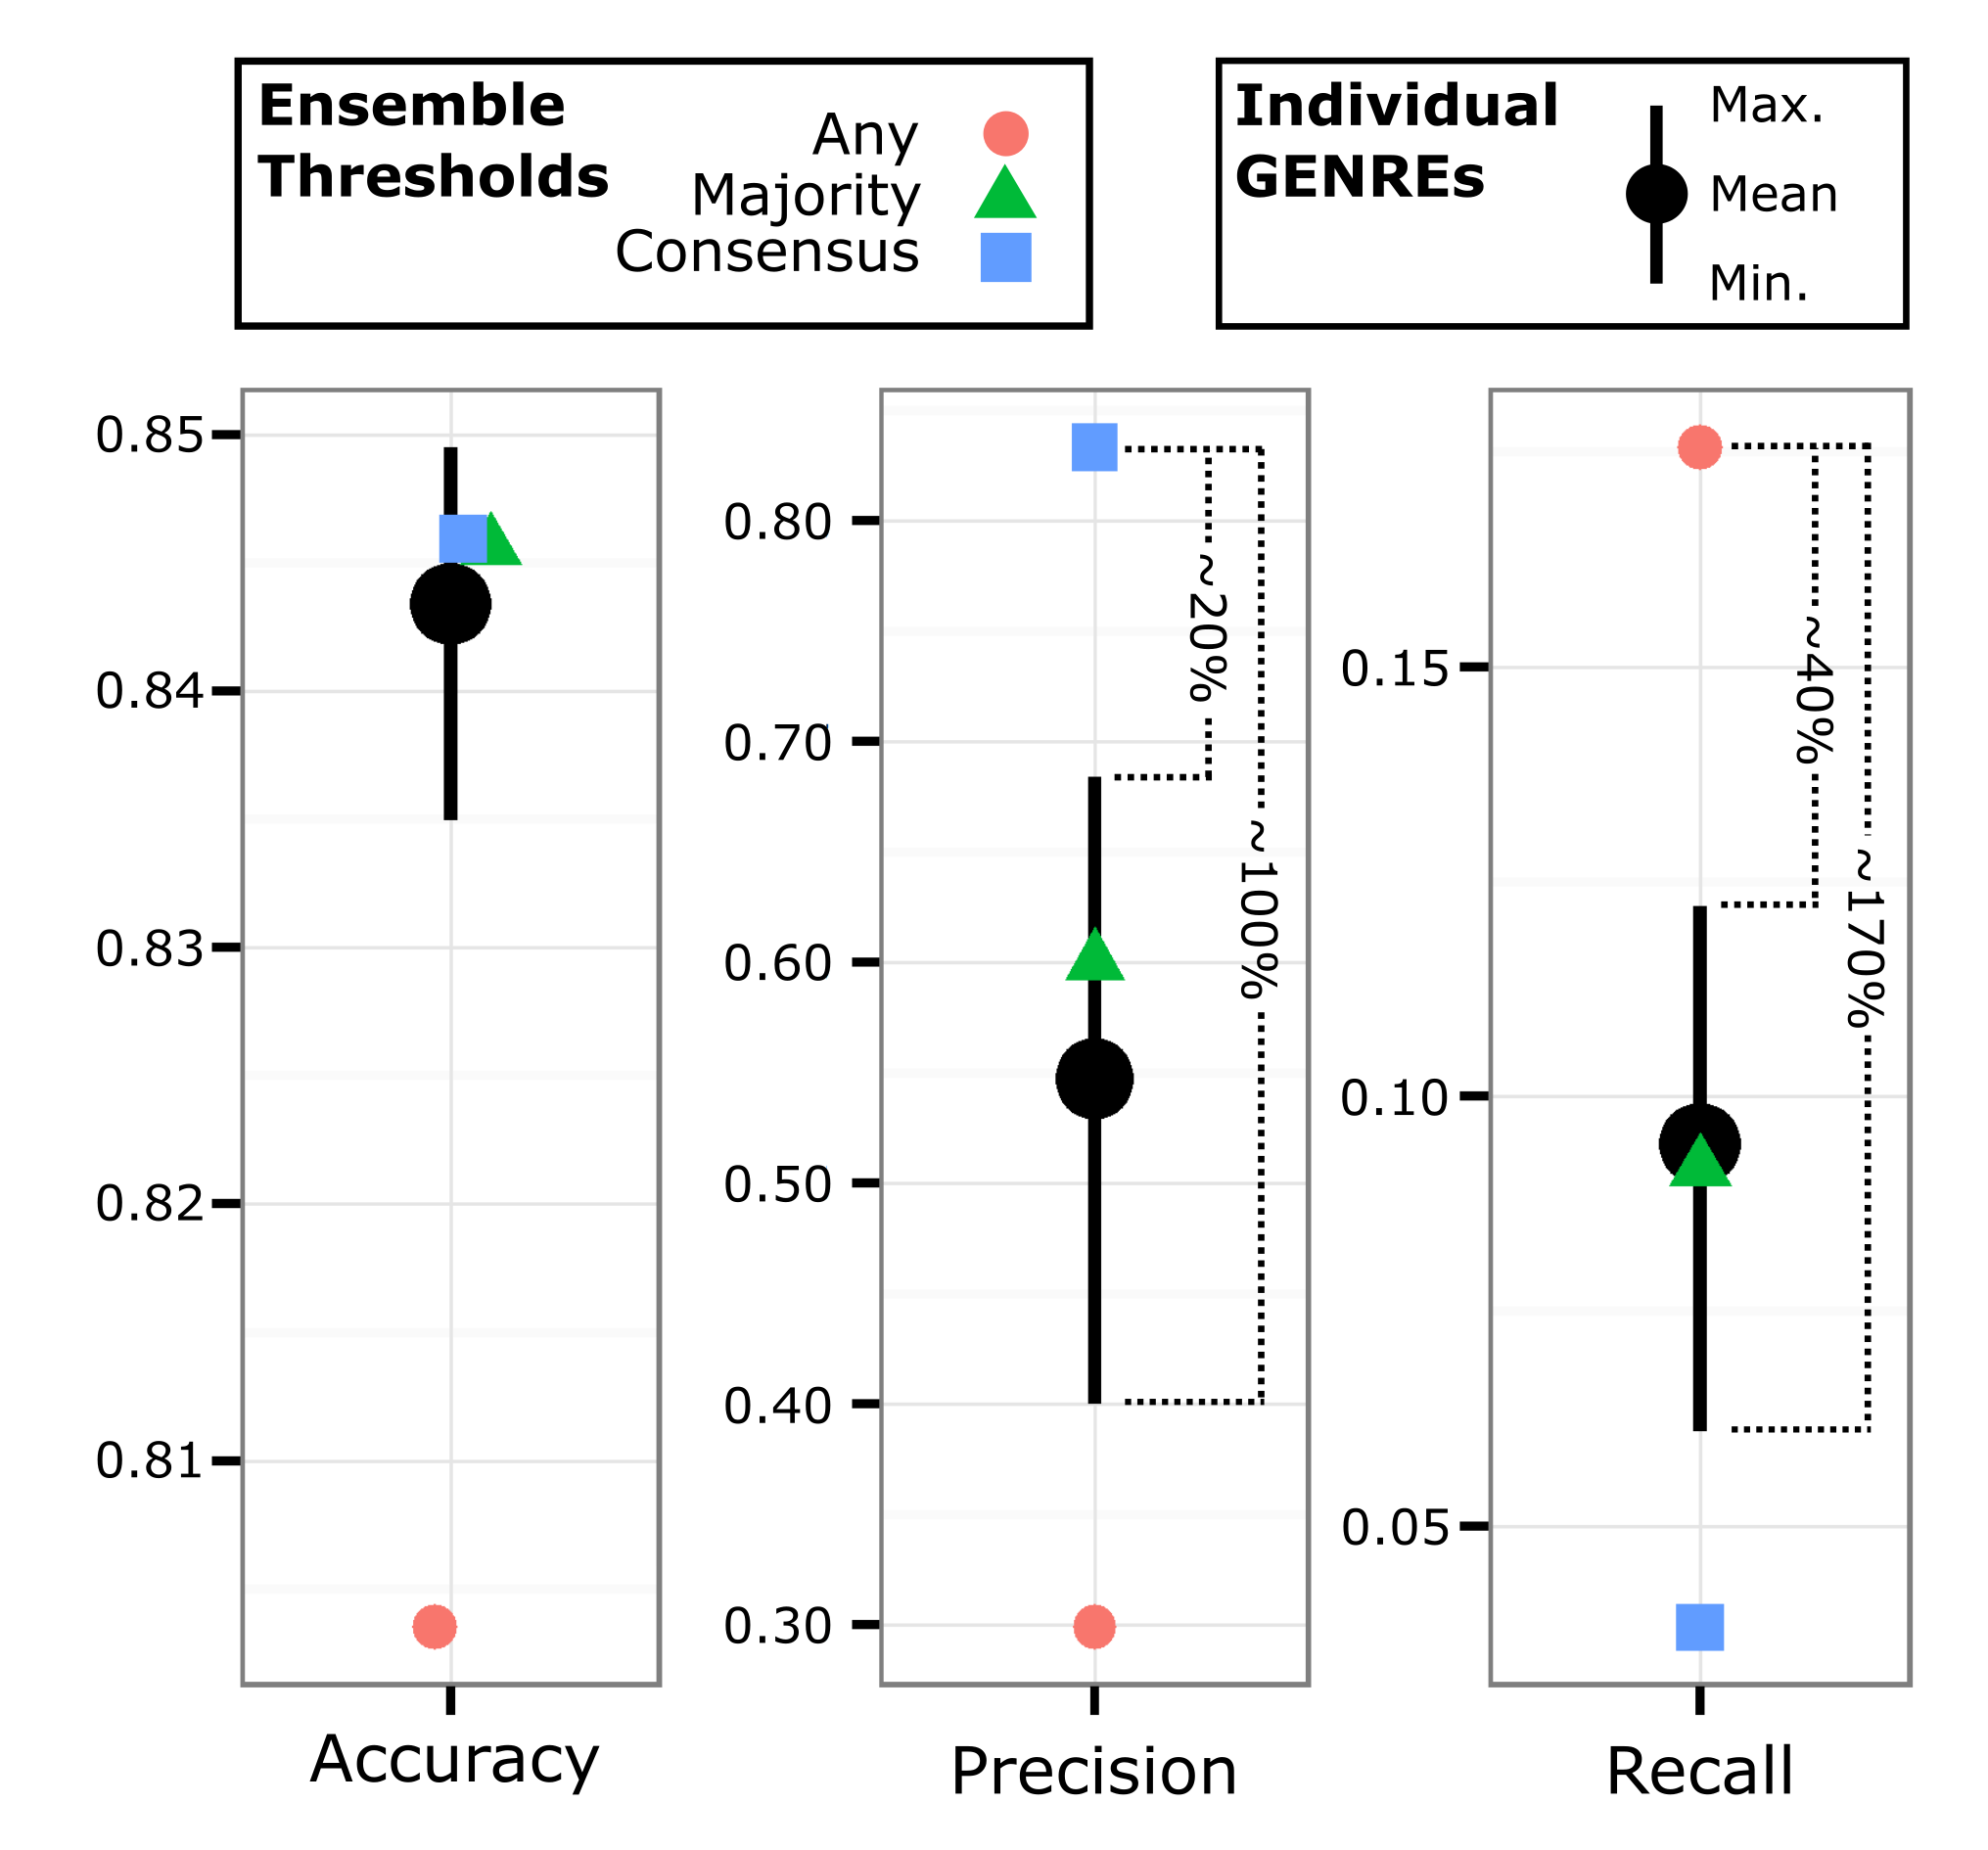 Ensemble
Thresholds
Any
Majority
Consensus
Individual
GENREs
Max.
Mean
Min.
0.85
0.84
0.83
0.82
0.81
Accuracy
0.80
0.70
0.60
0.50
0.40
0.30
~20%
~100%
Precision
0.15
0.10
0.05
~40%
~170%
Recall